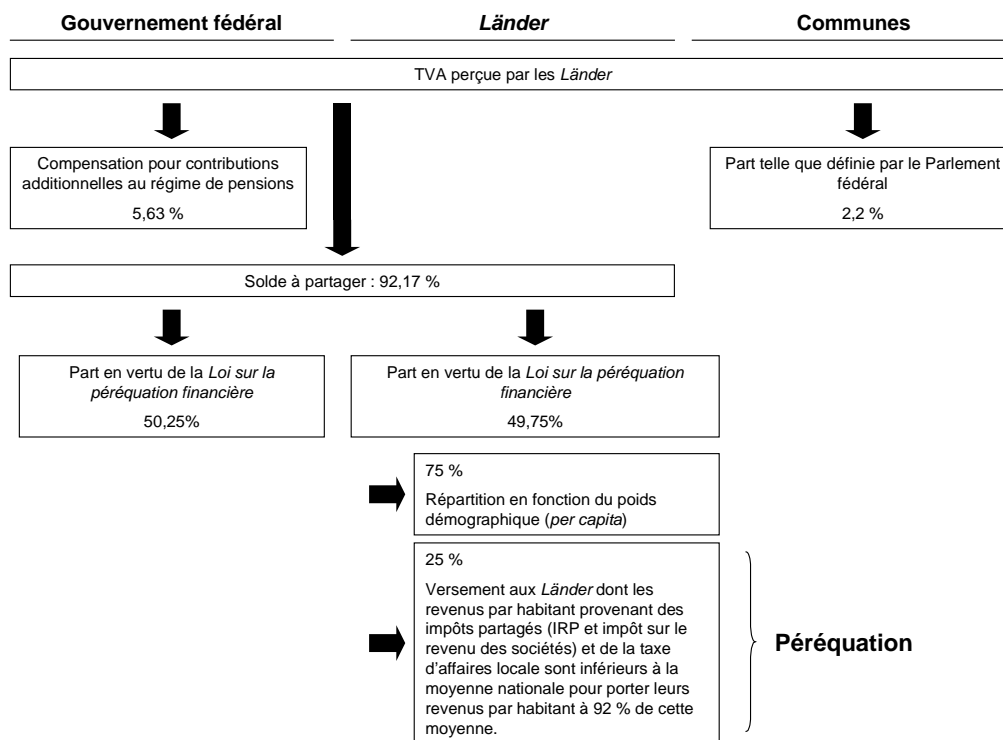 Gouvernement fédéral
Länder
Communes
TVA perçue par les Länder
Compensation pour contributions
additionnelles au régime de pensions
5,63 %
Part telle que définie par le Parlement
fédéral
2,2 %
Solde à partager : 92,17 %
Part en vertu de la Loi sur la
péréquation financière
50,25%
Part en vertu de la Loi sur la péréquation
financière
49,75%
75 %
Répartition en fonction du poids
démographique (per capita)
25 %
Versement aux Länder dont les
revenus par habitant provenant des
impôts partagés (IRP et impôt sur le
revenu des sociétés) et de la taxe
d'affaires locale sont inférieurs à la
moyenne nationale pour porter leurs
revenus par habitant à 92 % de cette
moyenne.
Péréquation